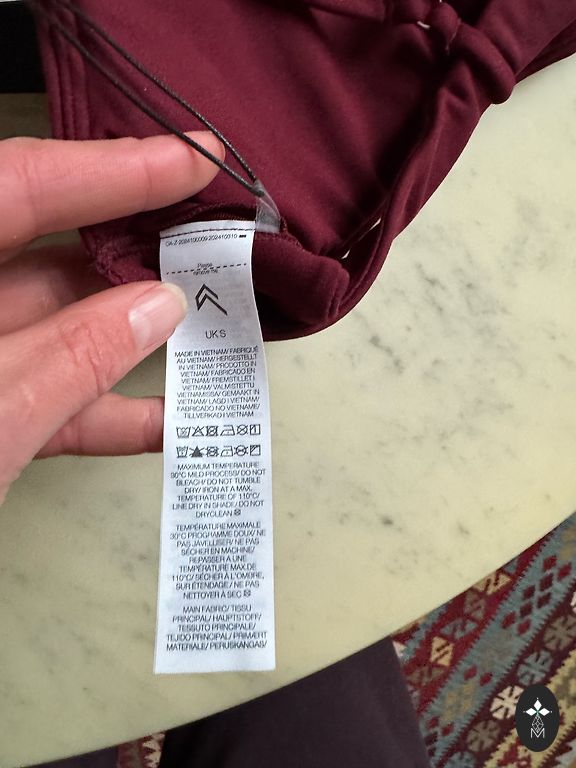 Please
remove me
UK S
MADE IN VIETNAM/ FABRIQUÉ
AU VIETNAM/ HERGESTELLT
IN VIETNAM/ PRODOTTO IN
VIETNAM/ FABRICADO EN
VIETNAM/ FREMSTILLET I
VIETNAM/ VALMISTETTU
VIETNAMISSA/ GEMAAKT IN
VIETNAM/ LAGD I VIETNAM/
FABRICADO NO VIETNAME/
TILLVERKAD I VIETNAM
MAXIMUM TEMPERATURE
30°C MILD PROCESS/ DO NOT
BLEACH/ DO NOT TUMBLE
DRY/ IRON AT A MAX.
TEMPERATURE OF 110°C/
LINE DRY IN SHADE/ DO NOT
DRYCLEAN
TEMPÉRATURE MAXIMALE
30°C PROGRAMME DOUX/ NE
PAS JAVELLISER/ NE PAS
SÉCHER EN MACHINE/
REPASSER A UNE
TEMPÉRATURE MAX.DE
110°C/ SÉCHER À L'OMBRE,
SUR ÉTENDAGE/ NE PAS
NETTOYER À SEC
MAIN FABRIC/ TISSU
PRINCIPAL/ HAUPTSTOFF/
TESSUTO PRINCIPALE/
TEJIDO PRINCIPAL/ PRIMÆRT
MATERIALE/ PERUSKANGAS/
M